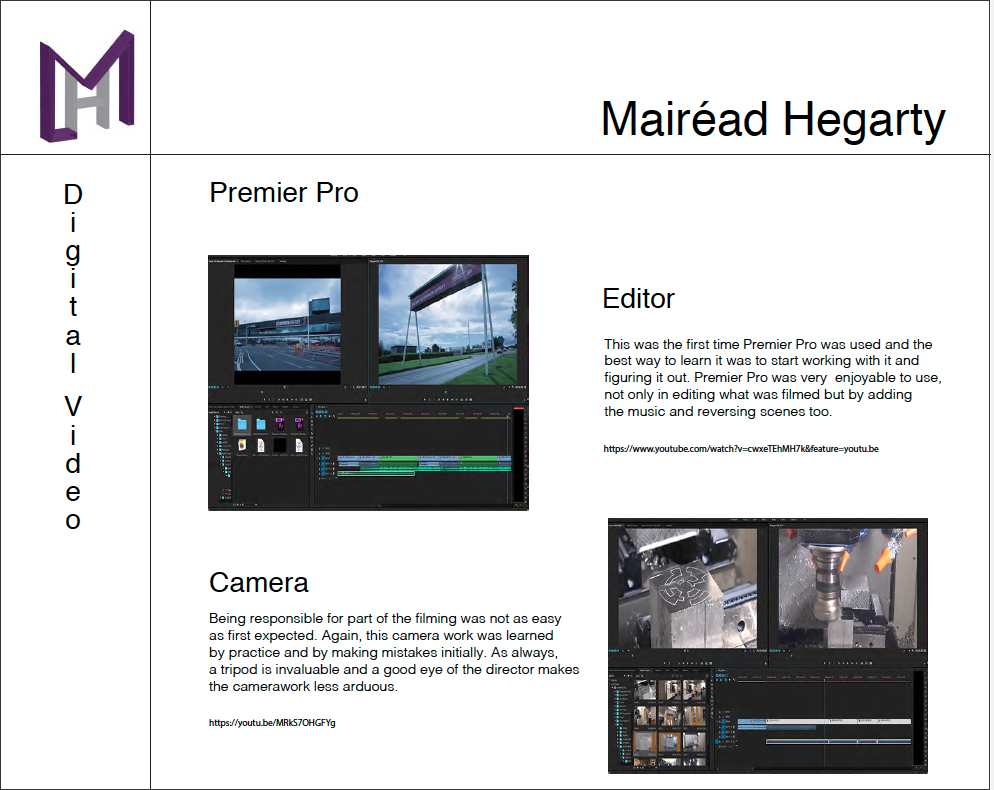 MH
Mairéad Hegarty
Digital Video
Premier Pro
Editor
This was the first time Premier Pro was used and the
best way to learn it was to start working with it and
figuring it out. Premier Pro was very  enjoyable to use,
not only in editing what was filmed but by adding
the music and reversing scenes too.
https://www.youtube.com/watch?v=cwxeTEhMH7k&feature=youtu.be
Camera
Being responsible for part of the filming was not as easy
as first expected. Again, this camera work was learned
by practice and by making mistakes initially. As always,
a tripod is invaluable and a good eye of the director makes
the camerawork less arduous.
https://youtu.be/MRkS7OHGFYg